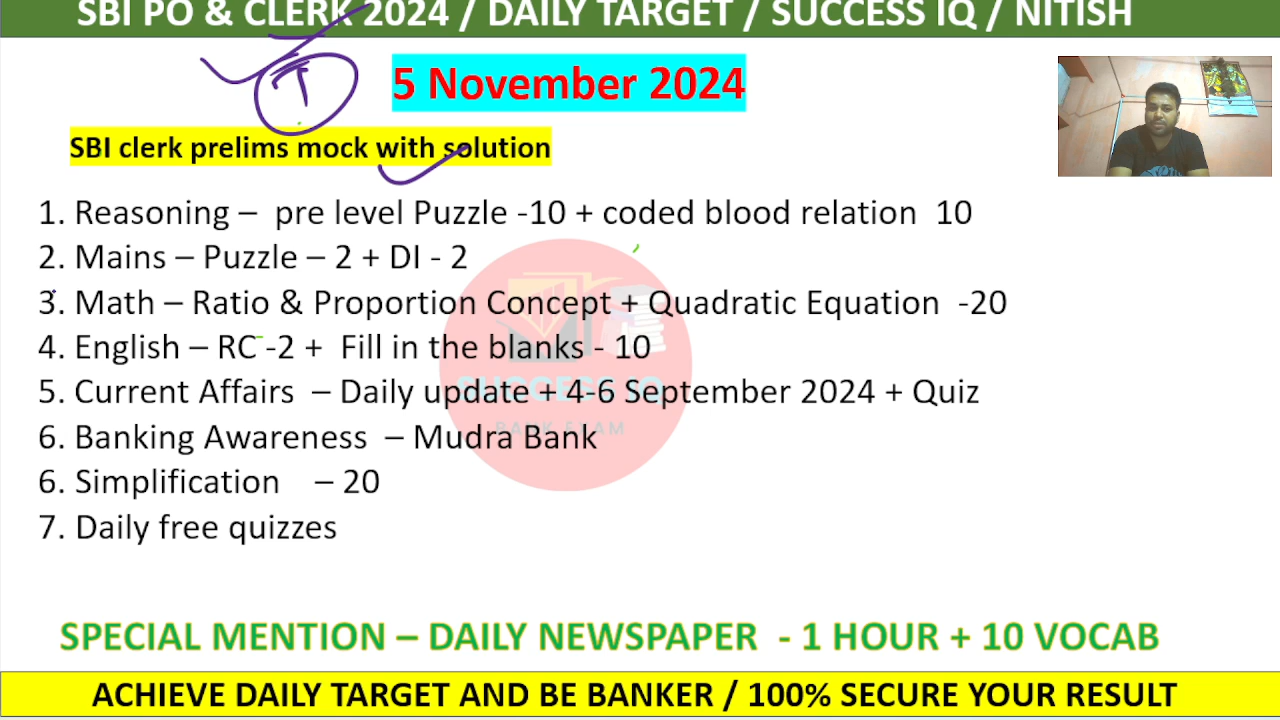 SBI PO & CLERK 2024 / DAILY TARGET / SUCCESS IQ / NITISH
5 November 2024
SBI clerk prelims mock with solution
1. Reasoning – pre level Puzzle -10 + coded blood relation 10
2. Mains – Puzzle – 2 + DI - 2
3. Math – Ratio & Proportion Concept + Quadratic Equation -20
4. English – RC -2 + Fill in the blanks - 10
5. Current Affairs – Daily update + 4-6 September 2024 + Quiz
SUCCESS IQ
BANK EXAM
6. Banking Awareness – Mudra Bank
6. Simplification – 20
7. Daily free quizzes
SPECIAL MENTION – DAILY NEWSPAPER - 1 HOUR + 10 VOCAB
ACHIEVE DAILY TARGET AND BE BANKER / 100% SECURE YOUR RESULT